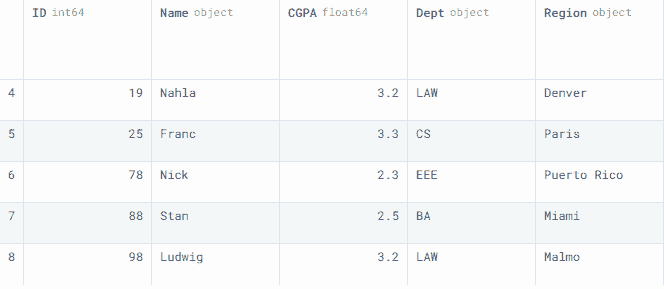 ID int64 Name object CGPA float64 Dept object Region object
4 19 Nahla 3.2 LAW Denver
5 25 Franc 3.3 CS Paris
6 78 Nick 2.3 EEE Puerto Rico
7 88 Stan 2.5 BA Miami
8 98 Ludwig 3.2 LAW Malmo